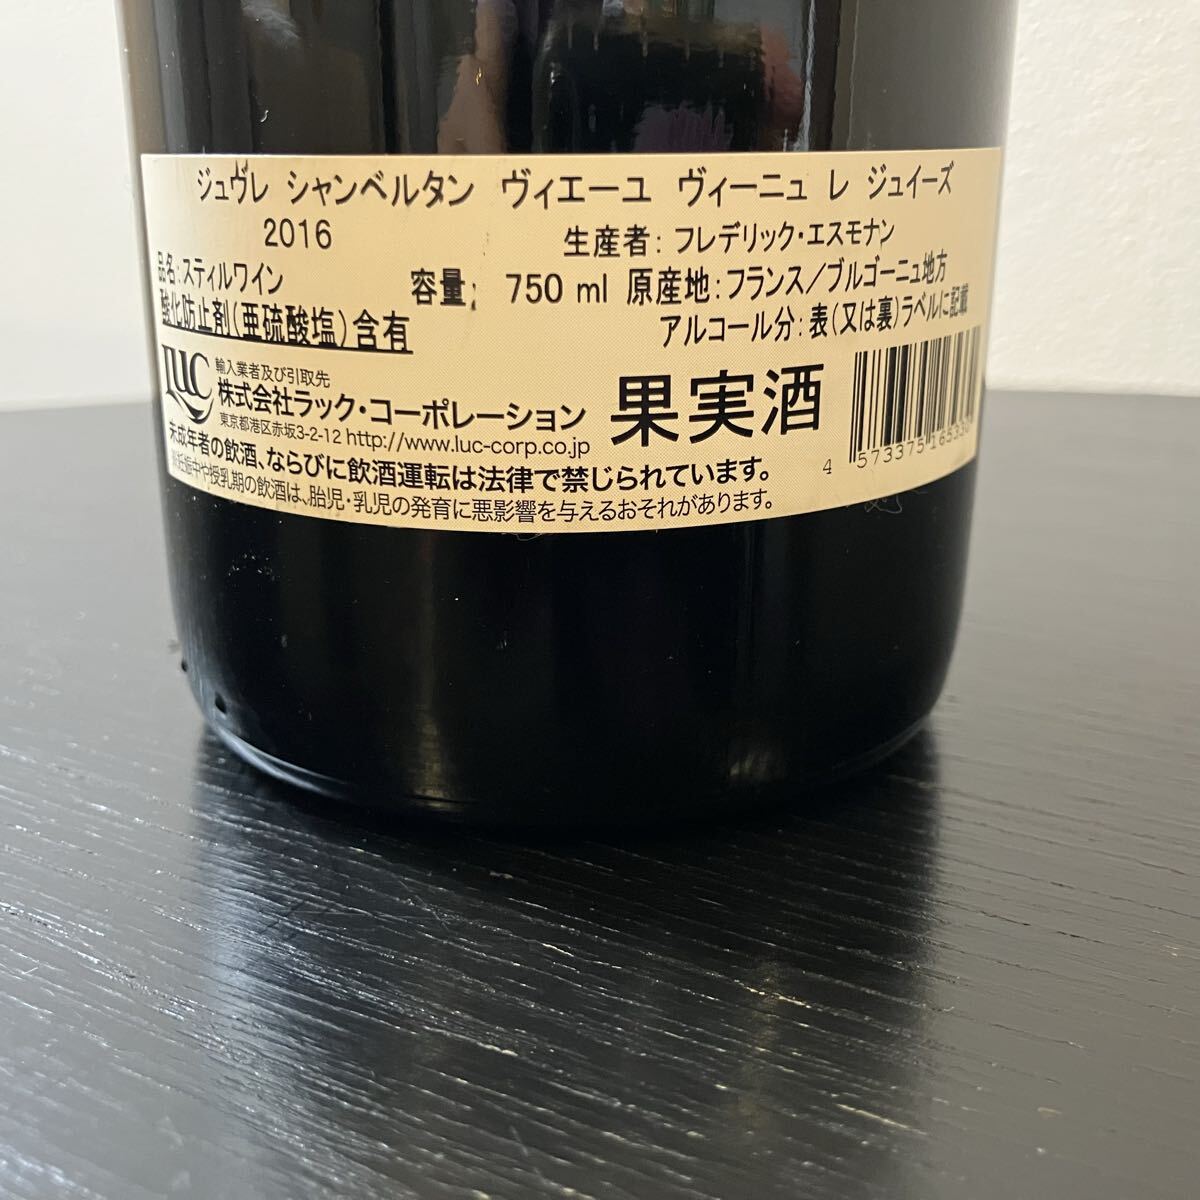 ジュヴレ シャンベルタン ヴィエーユ ヴィーニュ レ ジュイーズ
2016
生産者: フレデリック・エスモナン
品名:スティルワイン
容量: 750 ml 原産地:フランス/ブルゴーニュ地方
酸化防止剤(亜硫酸塩)含有
アルコール分:表(又は裏)ラベルに記載
LUC
輸入業者及び引取先
株式会社ラック・コーポレーション
東京都港区赤坂3-2-12 http://www.luc-corp.co.jp
果実酒
未成年者の飲酒、ならびに飲酒運転は法律で禁じられています。
妊娠中や授乳期の飲酒は、胎児・乳児の発育に悪影響を与えるおそれがあります。
4 573375 165330